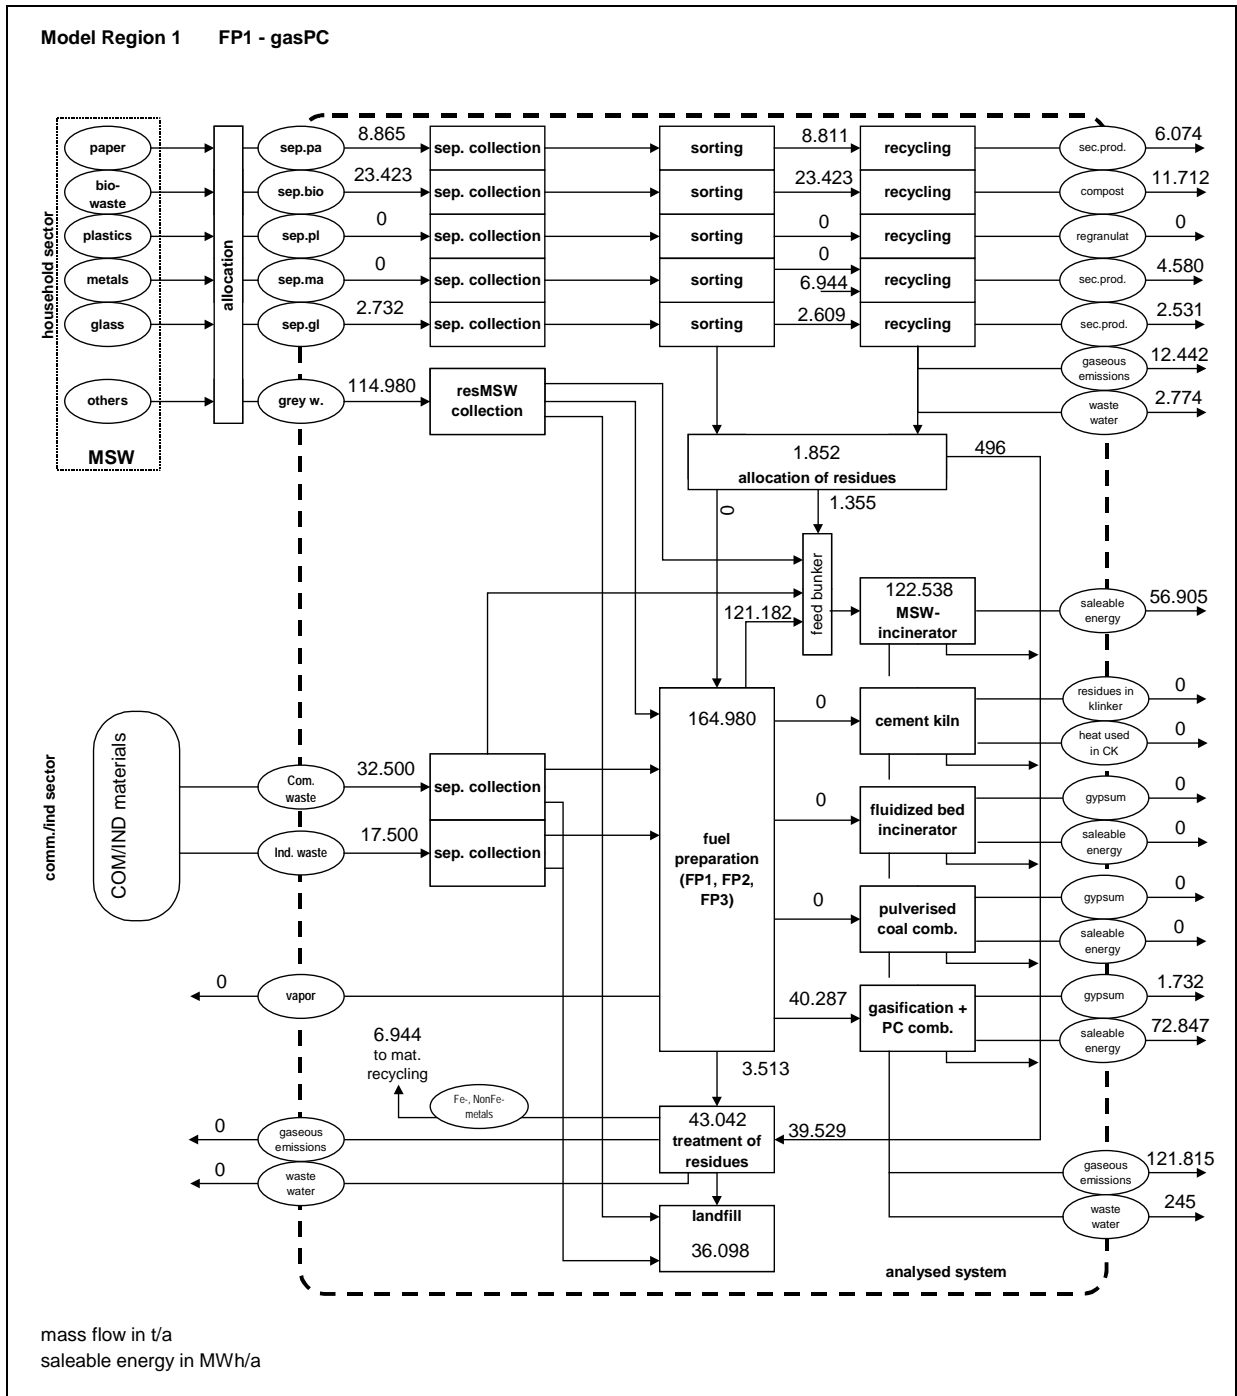 Model Region 1 FP1 - gasPC
household sector
paper
bio-
waste
plastics
metals
glass
others
MSW
allocation
sep.pa
8.865
sep. collection
sorting
8.811
recycling
sec.prod.
6.074
sep.bio
23.423
sep. collection
sorting
23.423
recycling
compost
11.712
sep.pl
0
sep. collection
sorting
0
recycling
regranulat
0
sep.ma
0
sep. collection
sorting
0
6.944
recycling
sec.prod.
4.580
sep.gl
2.732
sep. collection
sorting
2.609
recycling
sec.prod.
2.531
gaseous
emissions
12.442
waste
water
2.774
grey w.
114.980
resMSW
collection
1.852
allocation of residues
496
0
1.355
feed bunker
121.182
122.538
MSW-
incinerator
saleable
energy
56.905
comm./ind sector
COM/IND materials
Com.
waste
32.500
sep. collection
Ind. waste
17.500
sep. collection
164.980
fuel
preparation
(FP1, FP2,
FP3)
0
cement kiln
residues in
klinker
0
heat used
in CK
0
0
fluidized bed
incinerator
gypsum
0
saleable
energy
0
0
pulverised
coal comb.
gypsum
0
saleable
energy
0
40.287
gasification +
PC comb.
gypsum
1.732
saleable
energy
72.847
0
vapor
6.944
to mat.
recycling
Fe-, NonFe-
metals
3.513
43.042
treatment of
residues
39.529
0
gaseous
emissions
0
waste
water
landfill
36.098
gaseous
emissions
121.815
waste
water
245
analysed system
mass flow in t/a
saleable energy in MWh/a